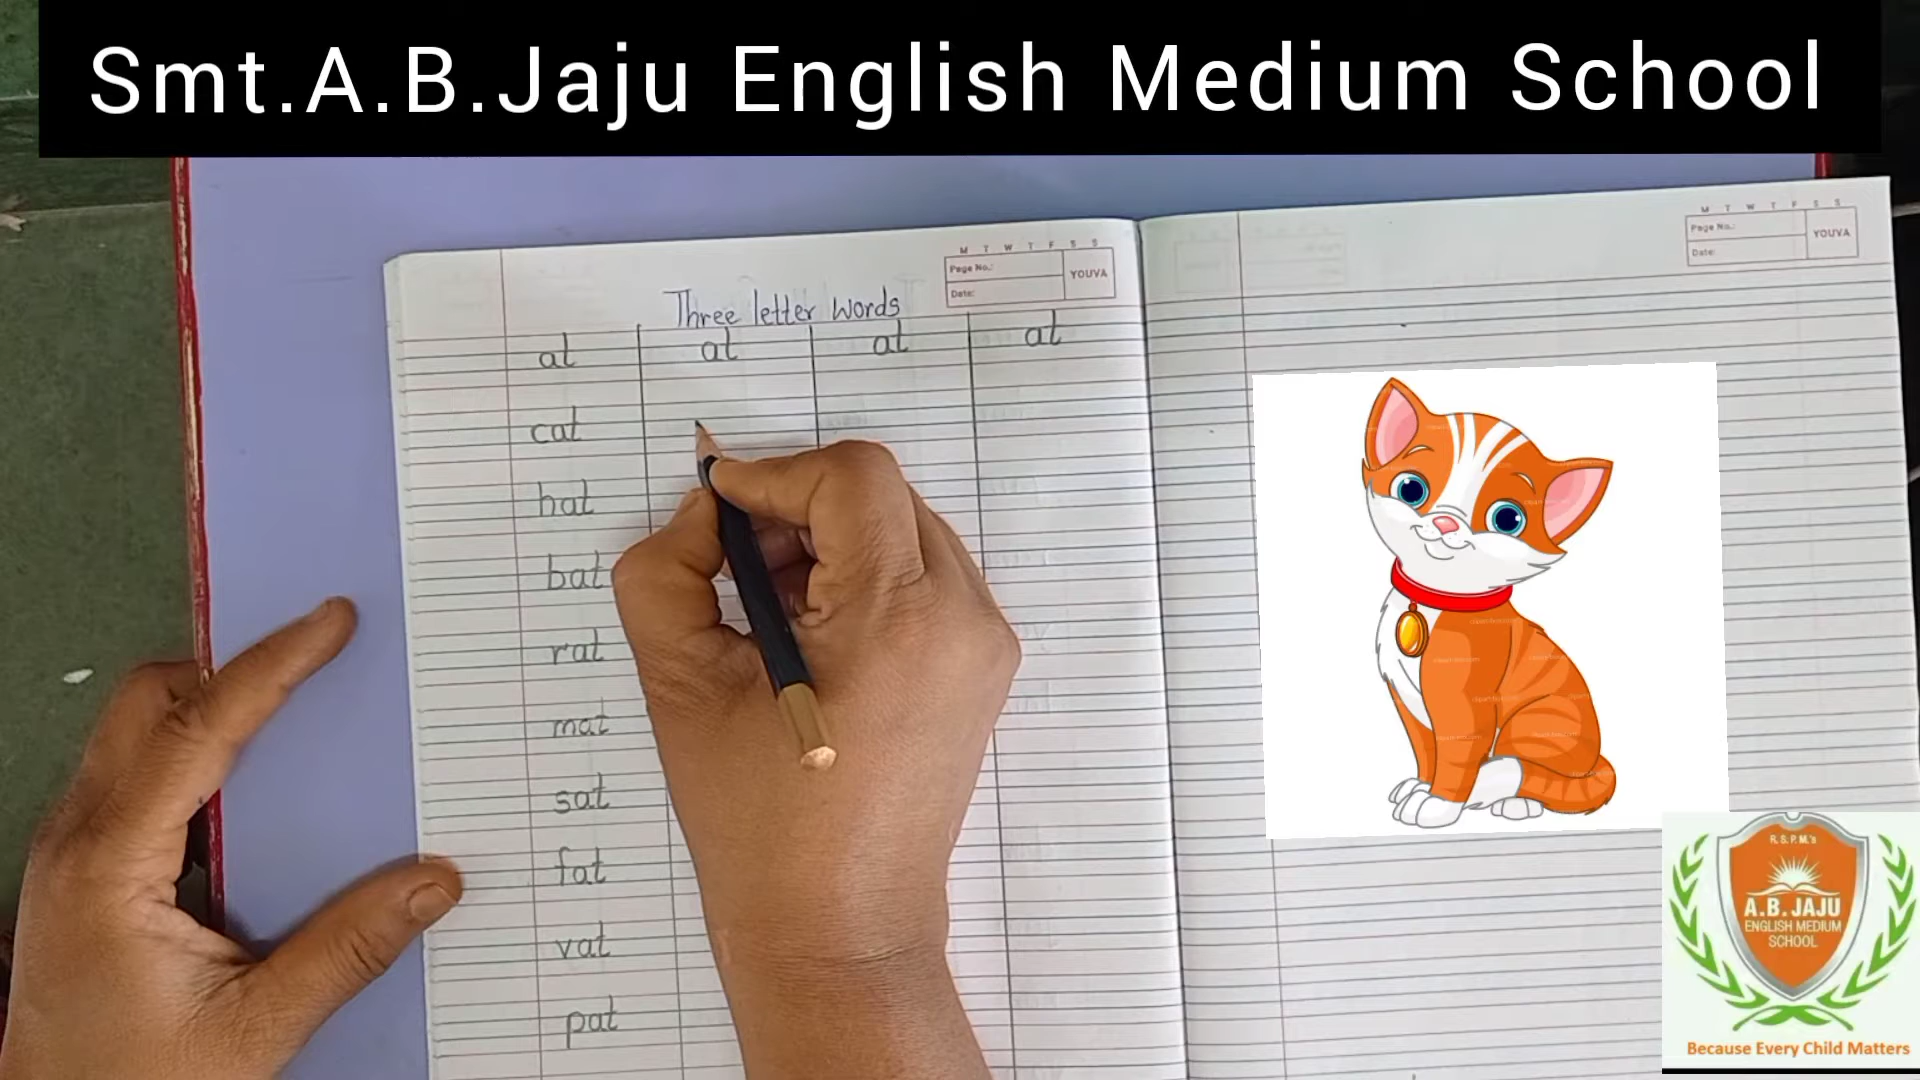 Smt.A.B.Jaju English Medium School
M T W T F S S
Page No.:
Date:
YOUVA
M T W T F S S
Page No.:
Date:
YOUVA
Three letter words
at at at at
cat
hat
bat
rat
mat
sat
fat
vat
pat
R.S.P.M.'s
A.B. JAJU
ENGLISH MEDIUM
SCHOOL
Because Every Child Matters